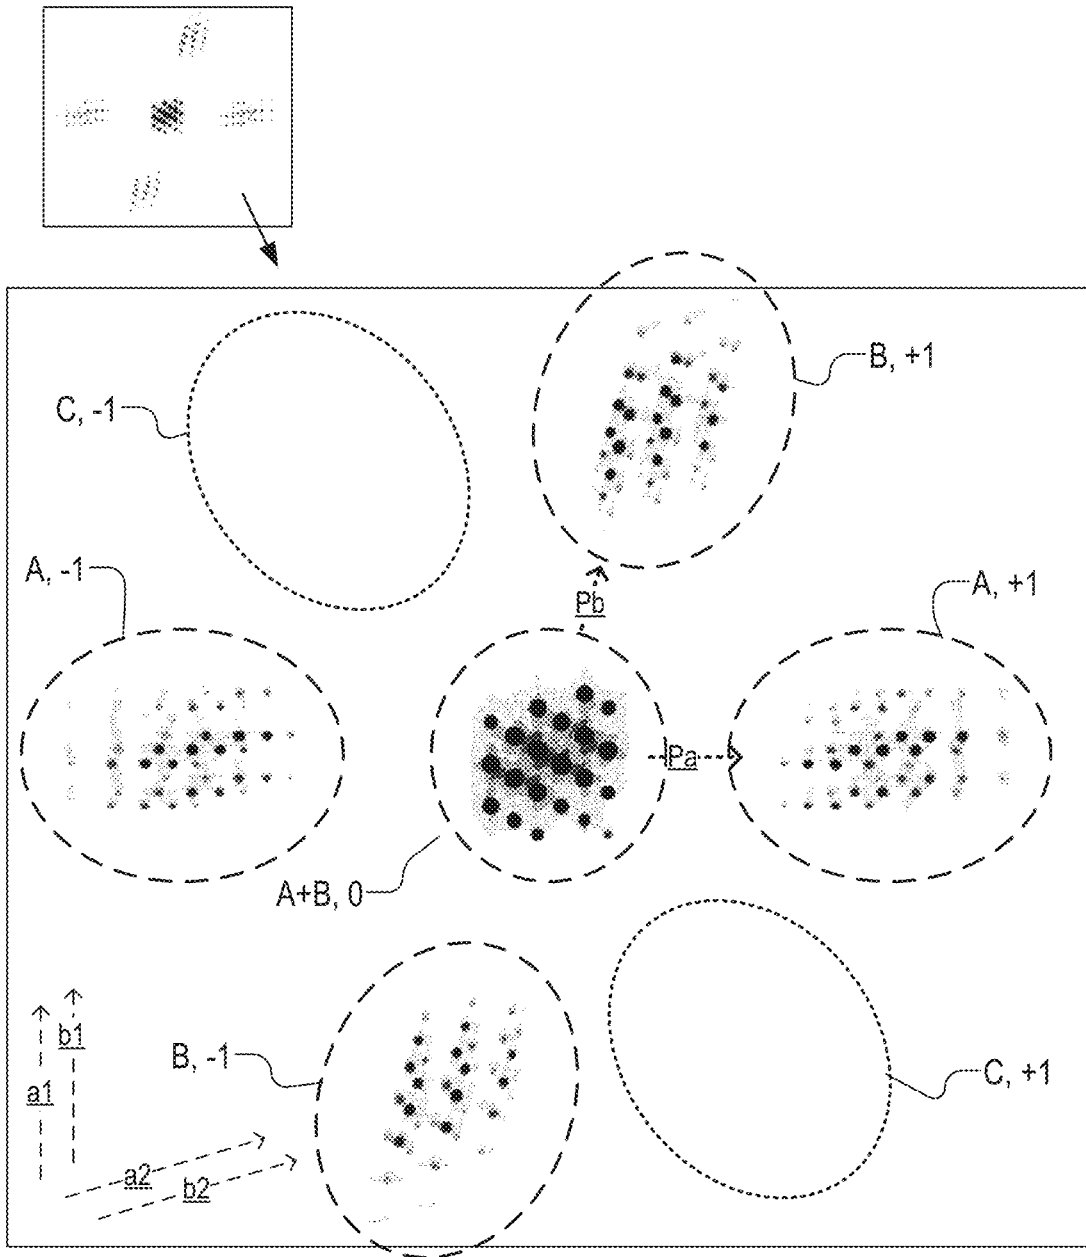 B, +1
C, -1
A, -1
A, +1
Pb
Pa
A+B, 0
b1
B, -1
C, +1
a1
a2
b2